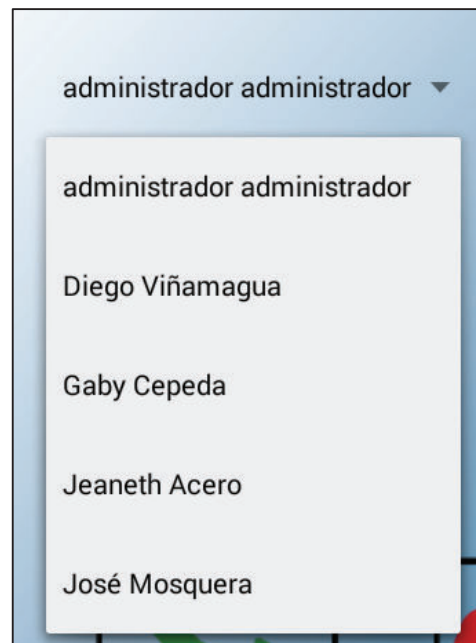 administrador administrador
administrador administrador
Diego Viñamagua
Gaby Cepeda
Jeaneth Acero
José Mosquera